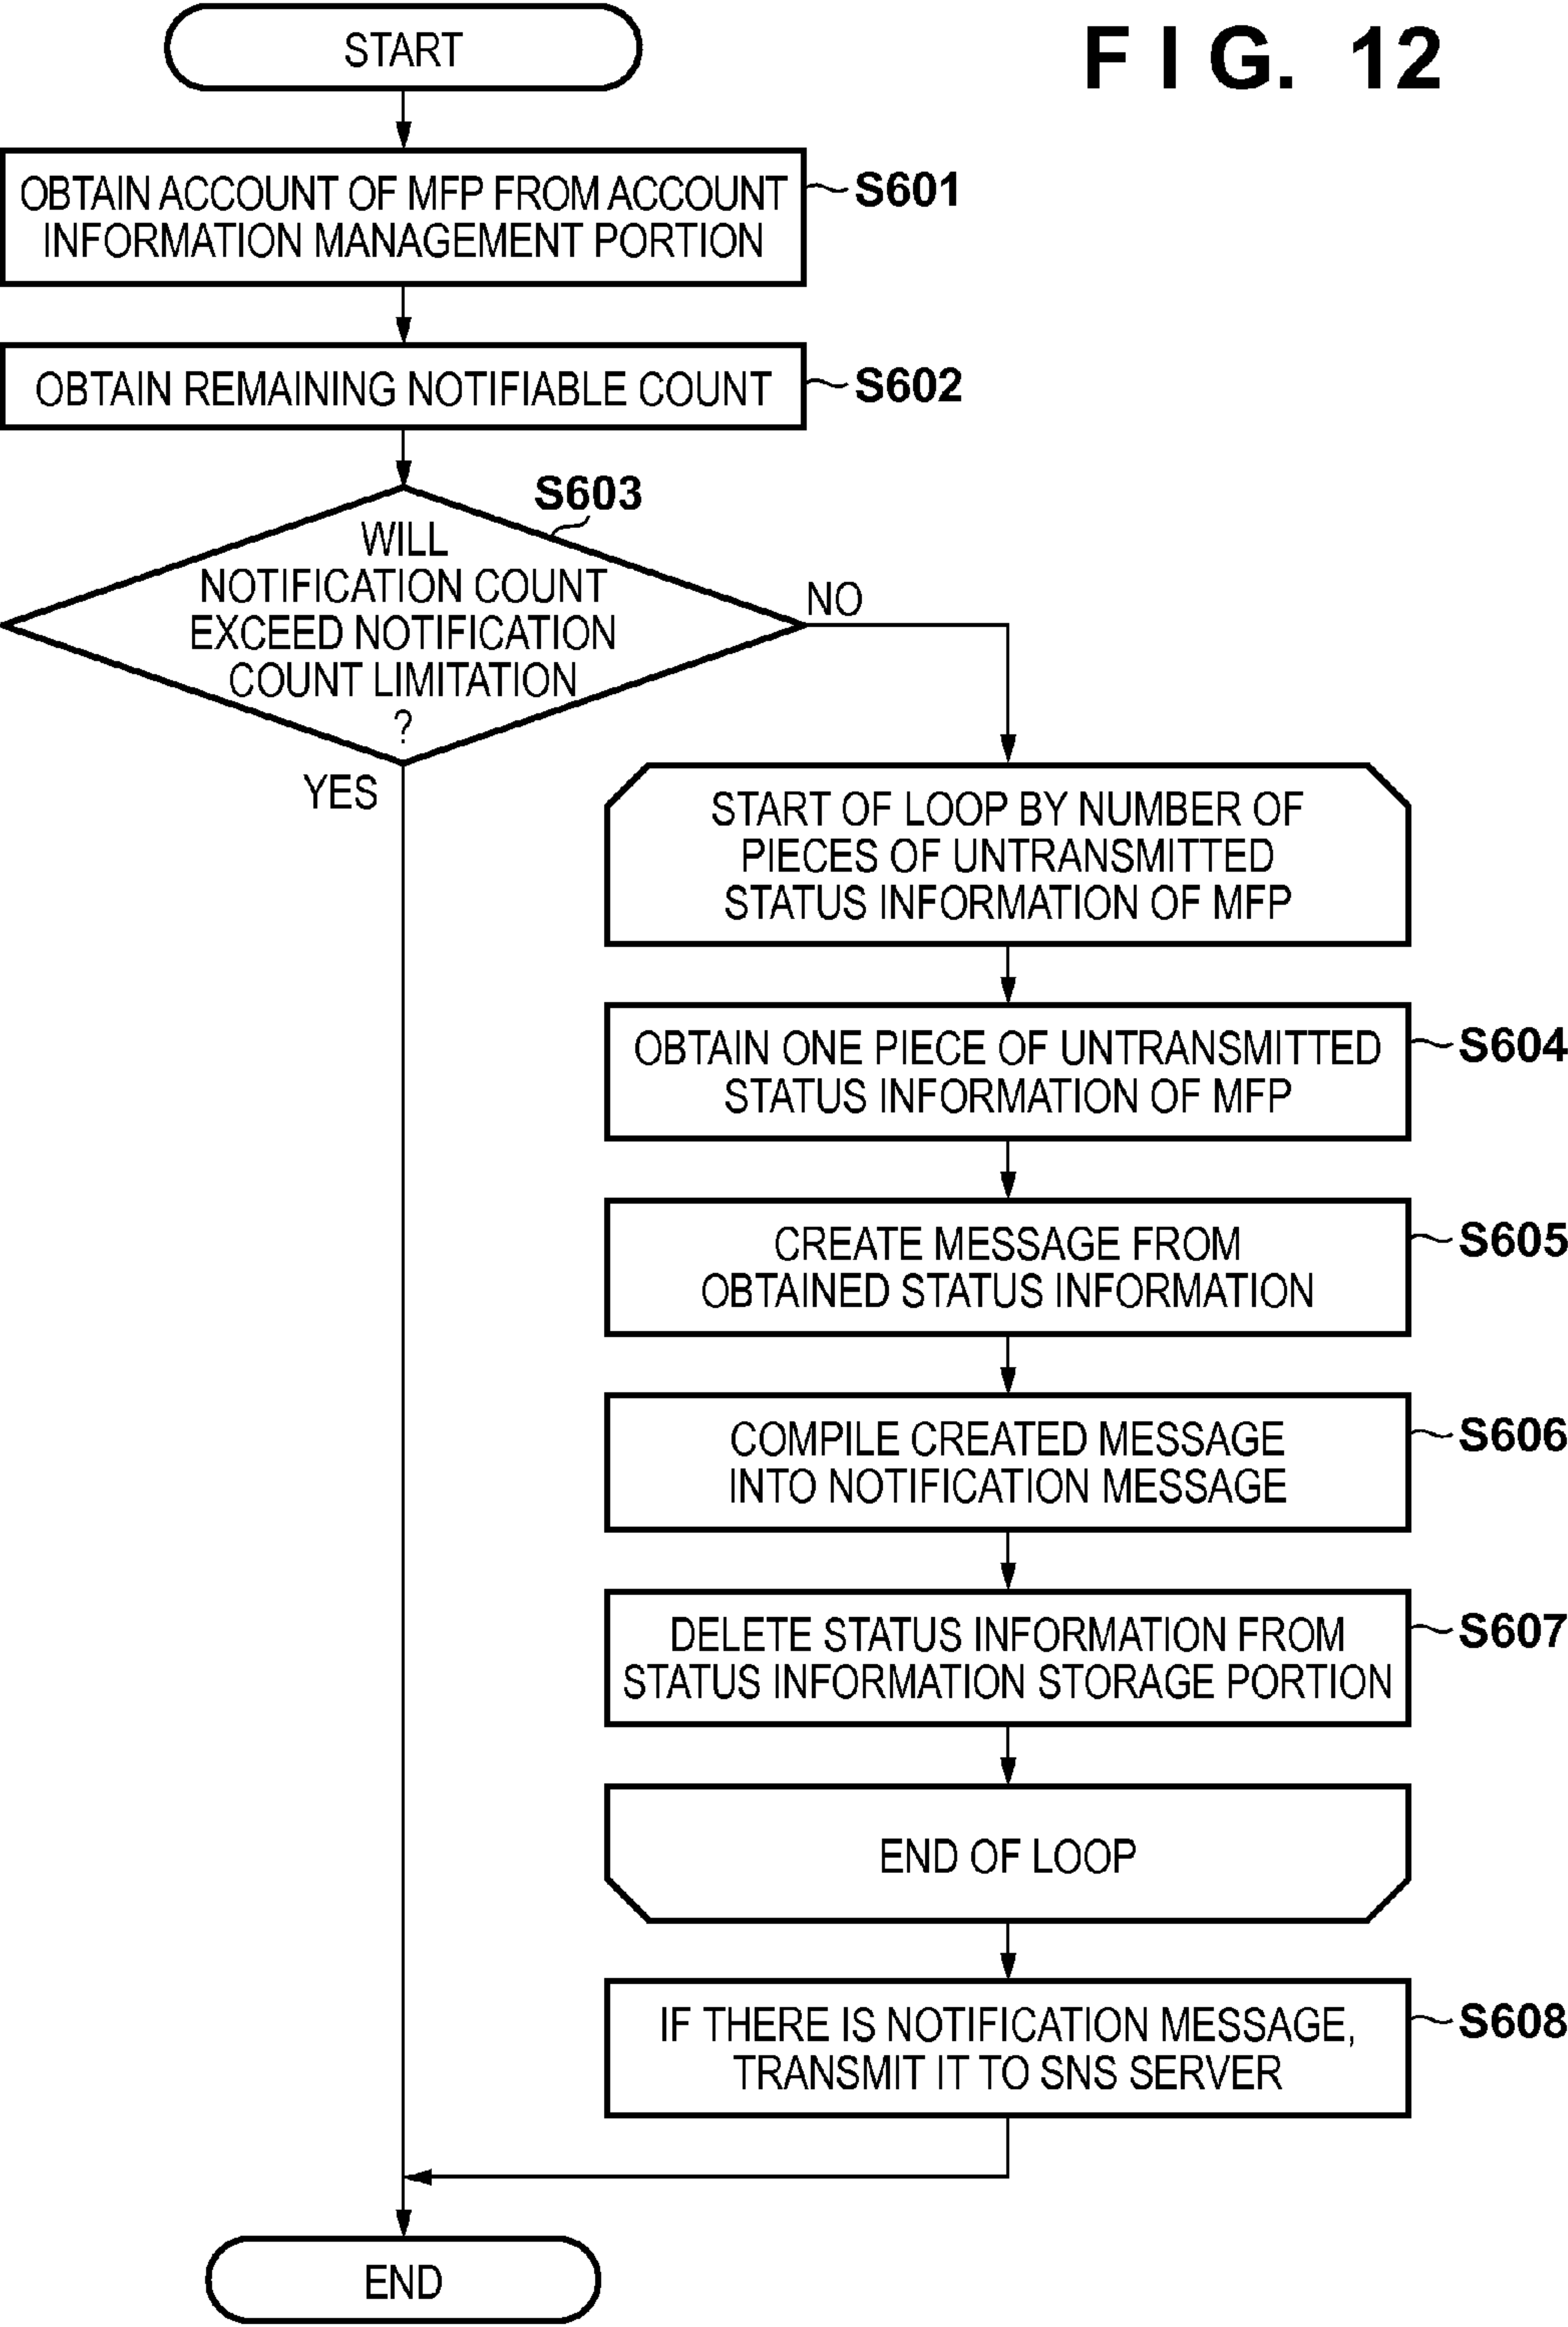 START
F I G. 12
OBTAIN ACCOUNT OF MFP FROM ACCOUNT
INFORMATION MANAGEMENT PORTION
S601
OBTAIN REMAINING NOTIFIABLE COUNT
S602
S603
WILL
NOTIFICATION COUNT
EXCEED NOTIFICATION
COUNT LIMITATION
?
NO
YES
START OF LOOP BY NUMBER OF
PIECES OF UNTRANSMITTED
STATUS INFORMATION OF MFP
OBTAIN ONE PIECE OF UNTRANSMITTED
STATUS INFORMATION OF MFP
S604
CREATE MESSAGE FROM
OBTAINED STATUS INFORMATION
S605
COMPILE CREATED MESSAGE
INTO NOTIFICATION MESSAGE
S606
DELETE STATUS INFORMATION FROM
STATUS INFORMATION STORAGE PORTION
S607
END OF LOOP
IF THERE IS NOTIFICATION MESSAGE,
TRANSMIT IT TO SNS SERVER
S608
END